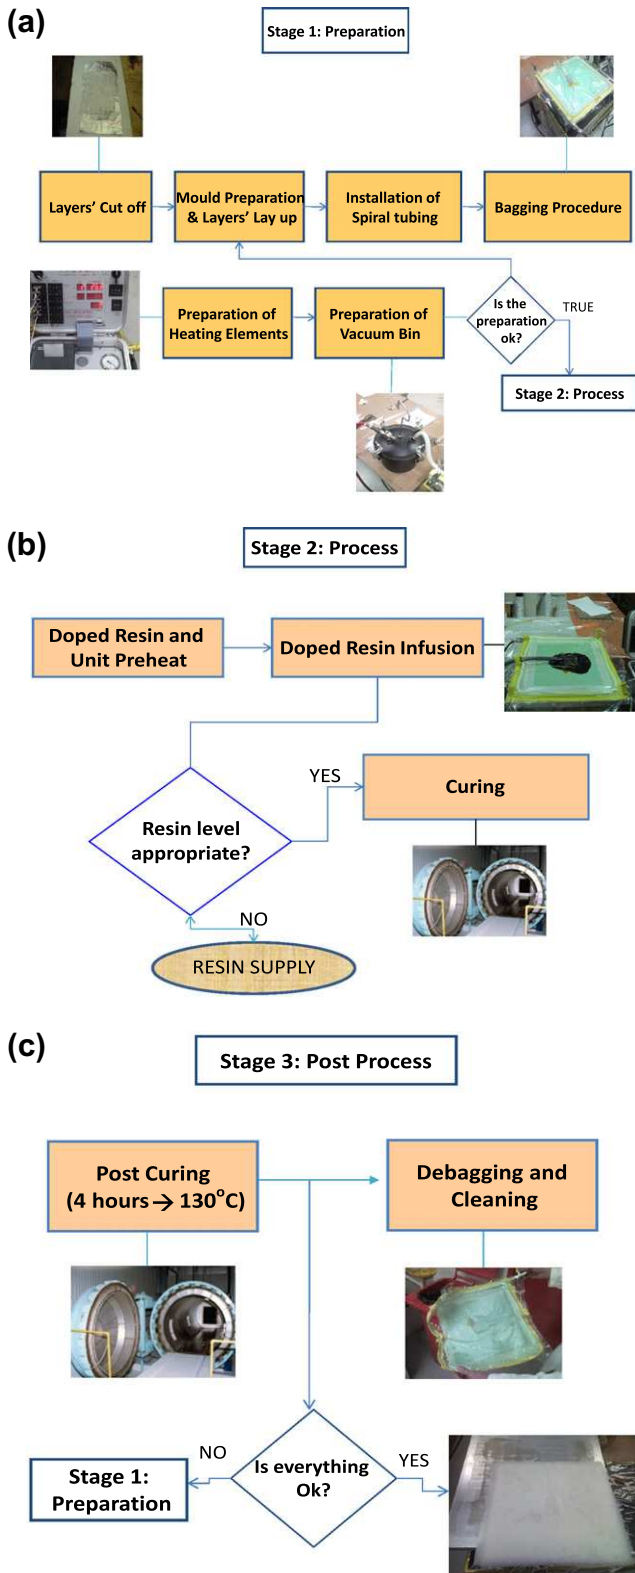 (a)
Stage 1: Preparation
Layers' Cut off
Mould Preparation
& Layers' Lay up
Installation of
Spiral tubing
Bagging Procedure
Preparation of
Heating Elements
Preparation of
Vacuum Bin
Is the
preparation
ok?
TRUE
Stage 2: Process
(b)
Stage 2: Process
Doped Resin and
Unit Preheat
Doped Resin Infusion
YES
Curing
Resin level
appropriate?
NO
RESIN SUPPLY
(c)
Stage 3: Post Process
Post Curing
(4 hours → 130°C)
Debagging and
Cleaning
NO
Is everything
Ok?
YES
Stage 1:
Preparation